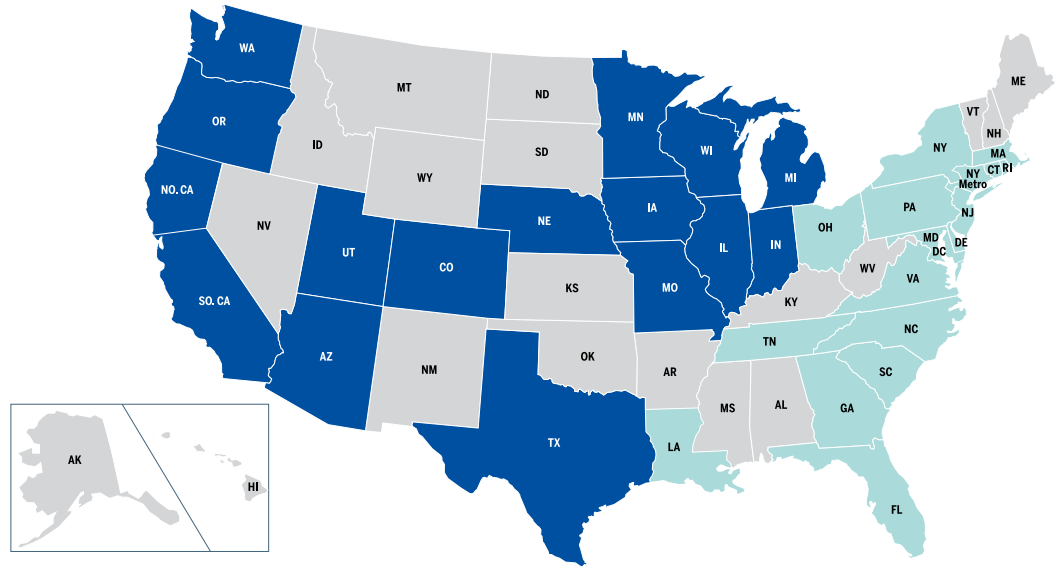 WA
MT
ND
MN
ME
VT
NH
OR
ID
SD
WI
NY
MA
WY
MI
CT
RI
NY
Metro
NO. CA
NE
IA
PA
NJ
NV
OH
MD
DE
UT
CO
IL
IN
DC
WV
VA
SO. CA
KS
MO
KY
AZ
NM
OK
TN
NC
AR
SC
MS
AL
GA
TX
LA
AK
HI
FL